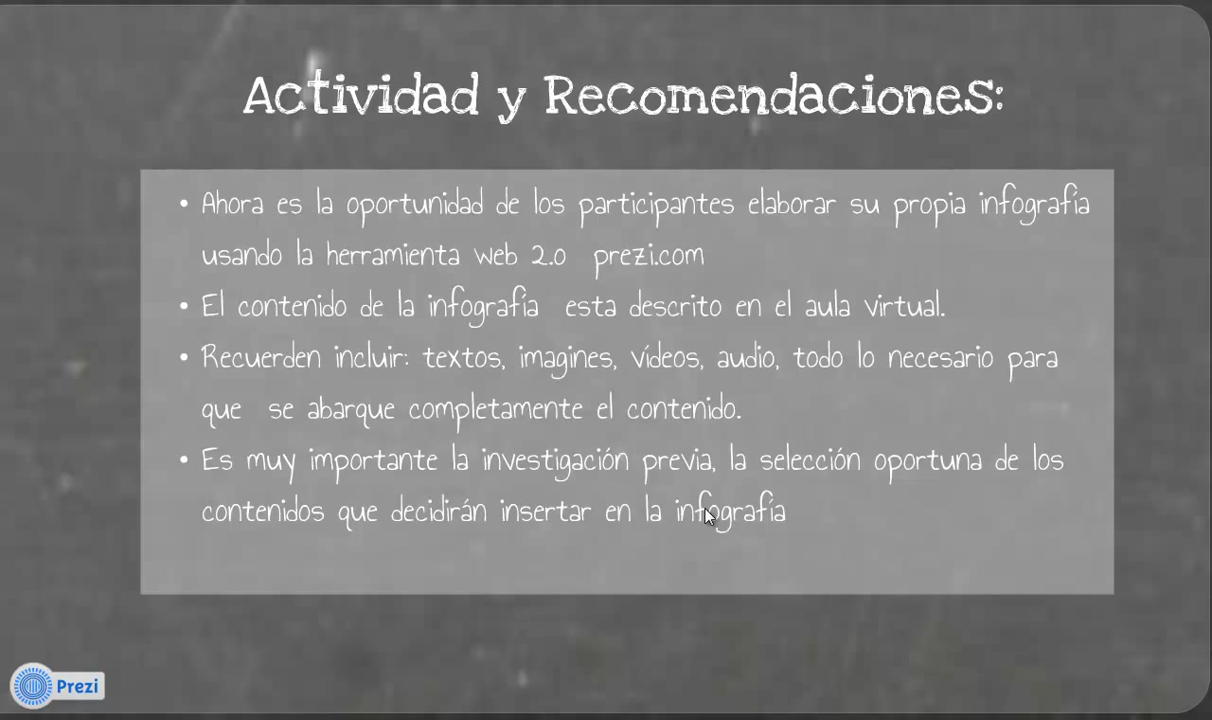 Actividad y Recomendaciones:
• Ahora es la oportunidad de los participantes elaborar su propia infografía
usando la herramienta web 2.0 prezi.com
• El contenido de la infografía esta descrito en el aula virtual.
• Recuerden incluir: textos, imagines, vídeos, audio, todo lo necesario para
que se abarque completamente el contenido.
• Es muy importante la investigación previa, la selección oportuna de los
contenidos que decidirán insertar en la infografía
Prezi